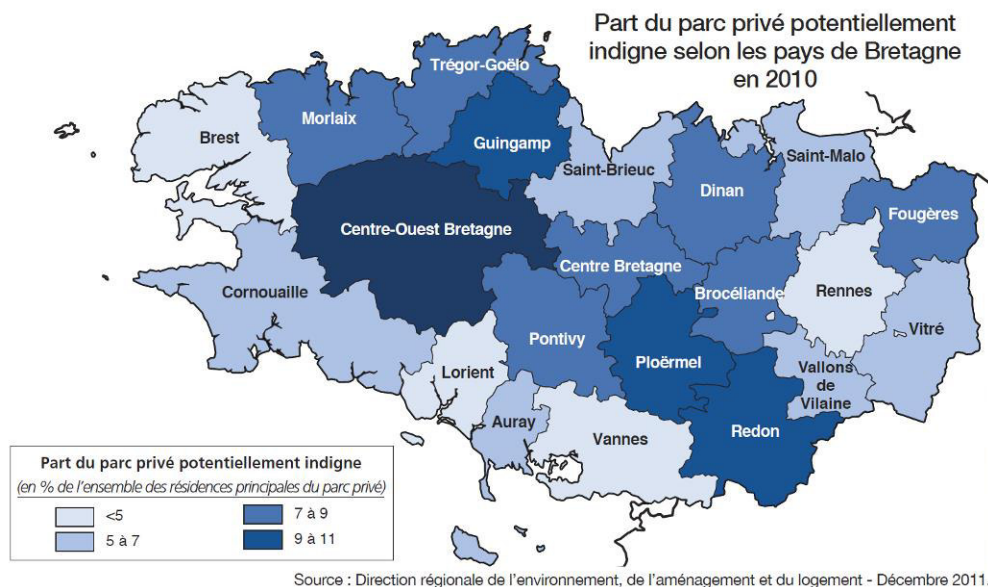 Part du parc privé potentiellement
indigne selon les pays de Bretagne
en 2010
Trégor-Goëlo
Morlaix
Brest
Guingamp
Saint-Brieuc
Saint-Malo
Dinan
Fougères
Centre-Ouest Bretagne
Centre Bretagne
Brocéliande
Rennes
Cornouaille
Vitré
Pontivy
Ploërmel
Lorient
Vallons
de
Vilaine
Auray
Vannes
Redon
Part du parc privé potentiellement indigne
(en % de l'ensemble des résidences principales du parc privé)
<5
7 à 9
5 à 7
9 à 11
Source : Direction régionale de l'environnement, de l'aménagement et du logement - Décembre 2011.